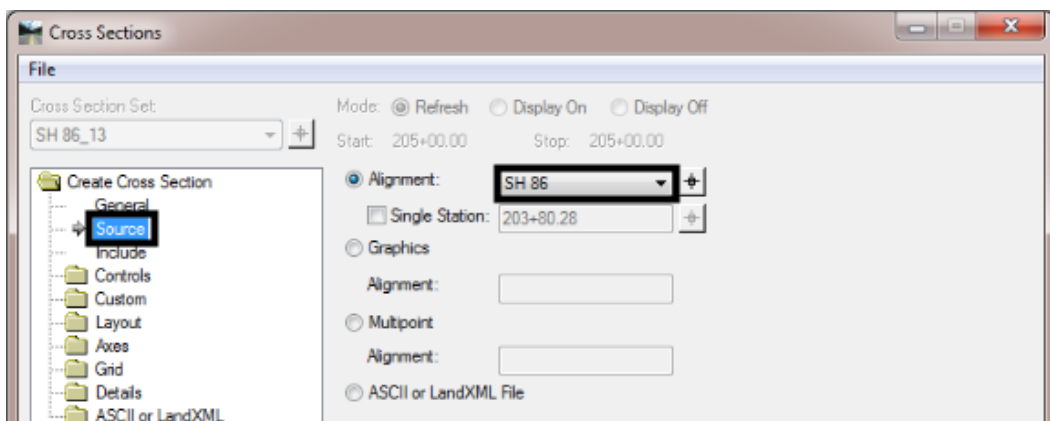 Cross Sections
File
Cross Section Set:
SH 86_13
Mode: Refresh Display On Display Off
Start: 205+00.00 Stop: 205+00.00
Create Cross Section
General
Source
Include
Controls
Custom
Layout
Axes
Grid
Details
ASCII or LandXML
Alignment: SH 86
Single Station: 203+80.28
Graphics
Alignment:
Multipoint
Alignment:
ASCII or LandXML File